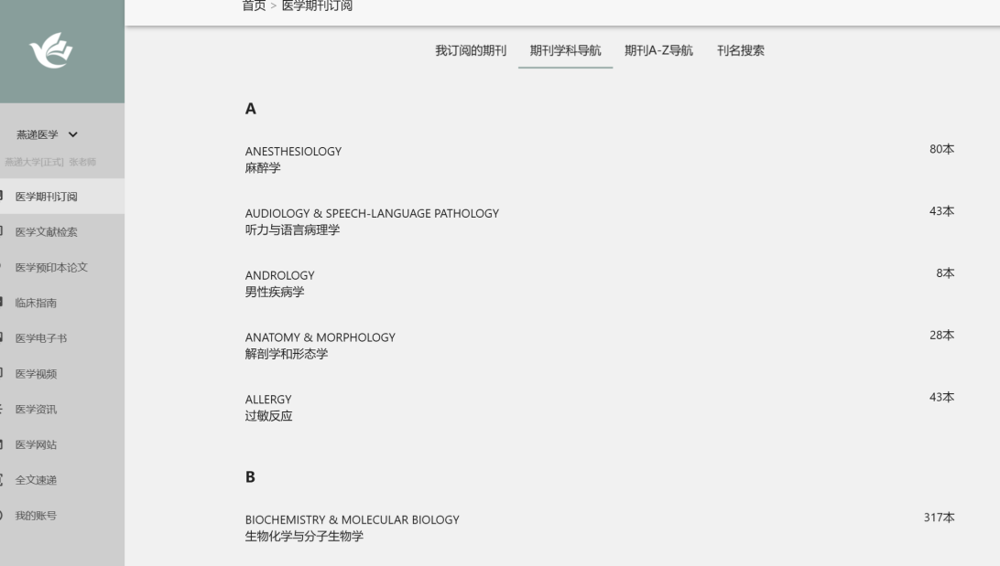 首页 > 医学期刊订阅
我订阅的期刊 期刊学科导航 期刊A-Z导航 刊名搜索
燕递医学
燕递大学[正式] 张老师
医学期刊订阅
医学文献检索
医学预印本论文
临床指南
医学电子书
医学视频
医学资讯
医学网站
全文速递
我的账号
A
ANESTHESIOLOGY 80本
麻醉学
AUDIOLOGY & SPEECH-LANGUAGE PATHOLOGY 43本
听力与语言病理学
ANDROLOGY 8本
男性疾病学
ANATOMY & MORPHOLOGY 28本
解剖学和形态学
ALLERGY 43本
过敏反应
B
BIOCHEMISTRY & MOLECULAR BIOLOGY 317本
生物化学与分子生物学